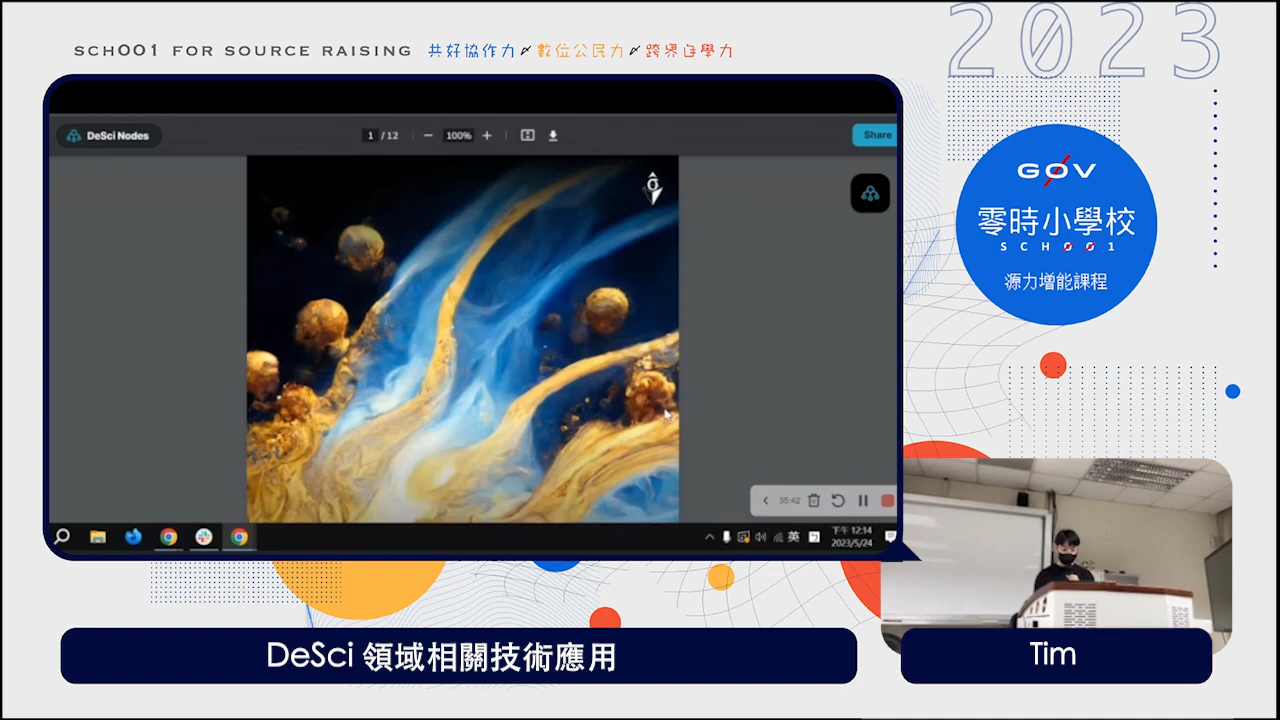 2023
SCH001 FOR SOURCE RAISING 共好協作力 數位公民力 跨界自學力
DeSci Nodes
1 / 12
100%
Share
G0V
零時小學校
SCH001
源力增能課程
35:42
英
下午 12:14
2023/5/24
DeSci 領域相關技術應用
Tim